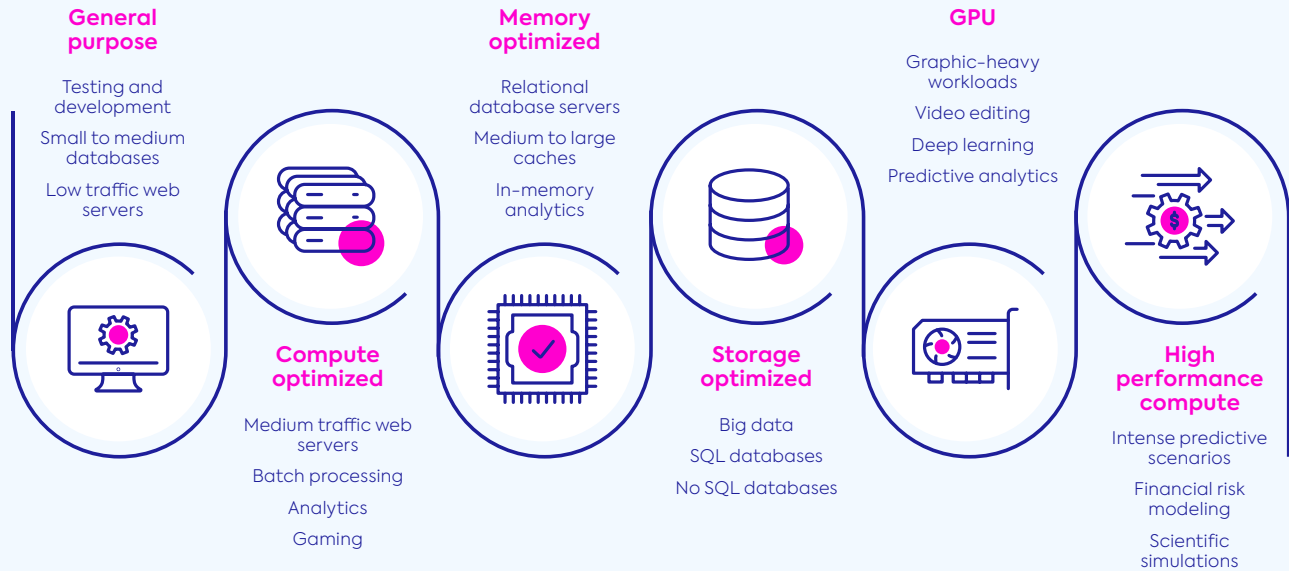 General
purpose
Testing and
development
Small to medium
databases
Low traffic web
servers
Compute
optimized
Medium traffic web
servers
Batch processing
Analytics
Gaming
Memory
optimized
Relational
database servers
Medium to large
caches
In-memory
analytics
Storage
optimized
Big data
SQL databases
No SQL databases
GPU
Graphic-heavy
workloads
Video editing
Deep learning
Predictive analytics
$
High
performance
compute
Intense predictive
scenarios
Financial risk
modeling
Scientific
simulations